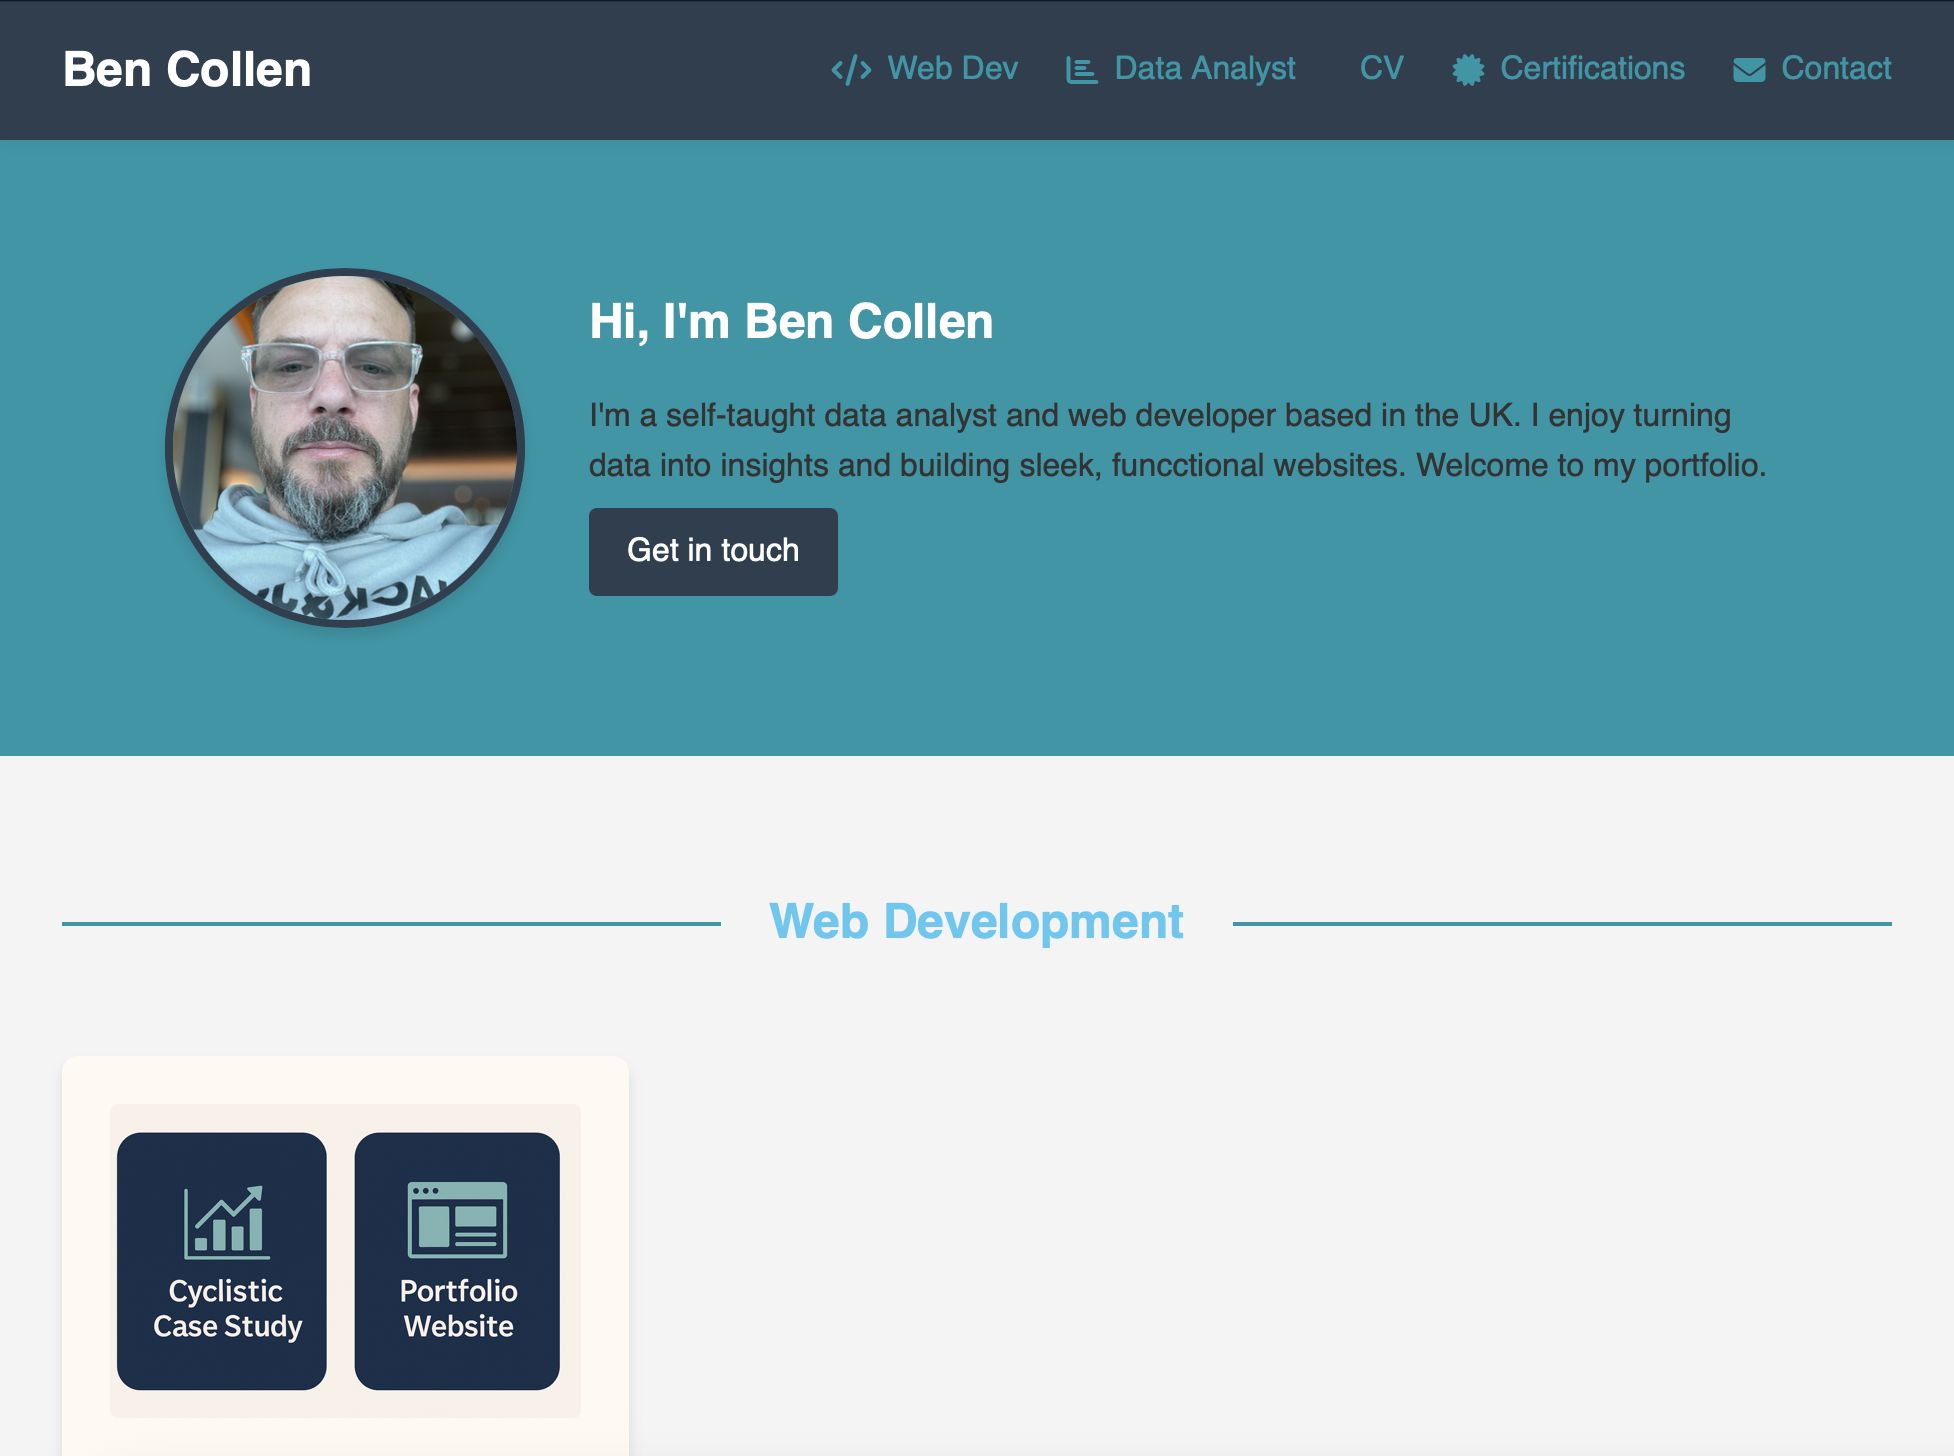 Ben Collen
Web Dev
Data Analyst
CV
Certifications
Contact
Hi, I'm Ben Collen
I'm a self-taught data analyst and web developer based in the UK. I enjoy turning
data into insights and building sleek, funcctional websites. Welcome to my portfolio.
Get in touch
Web Development
Cyclistic
Case Study
Portfolio
Website